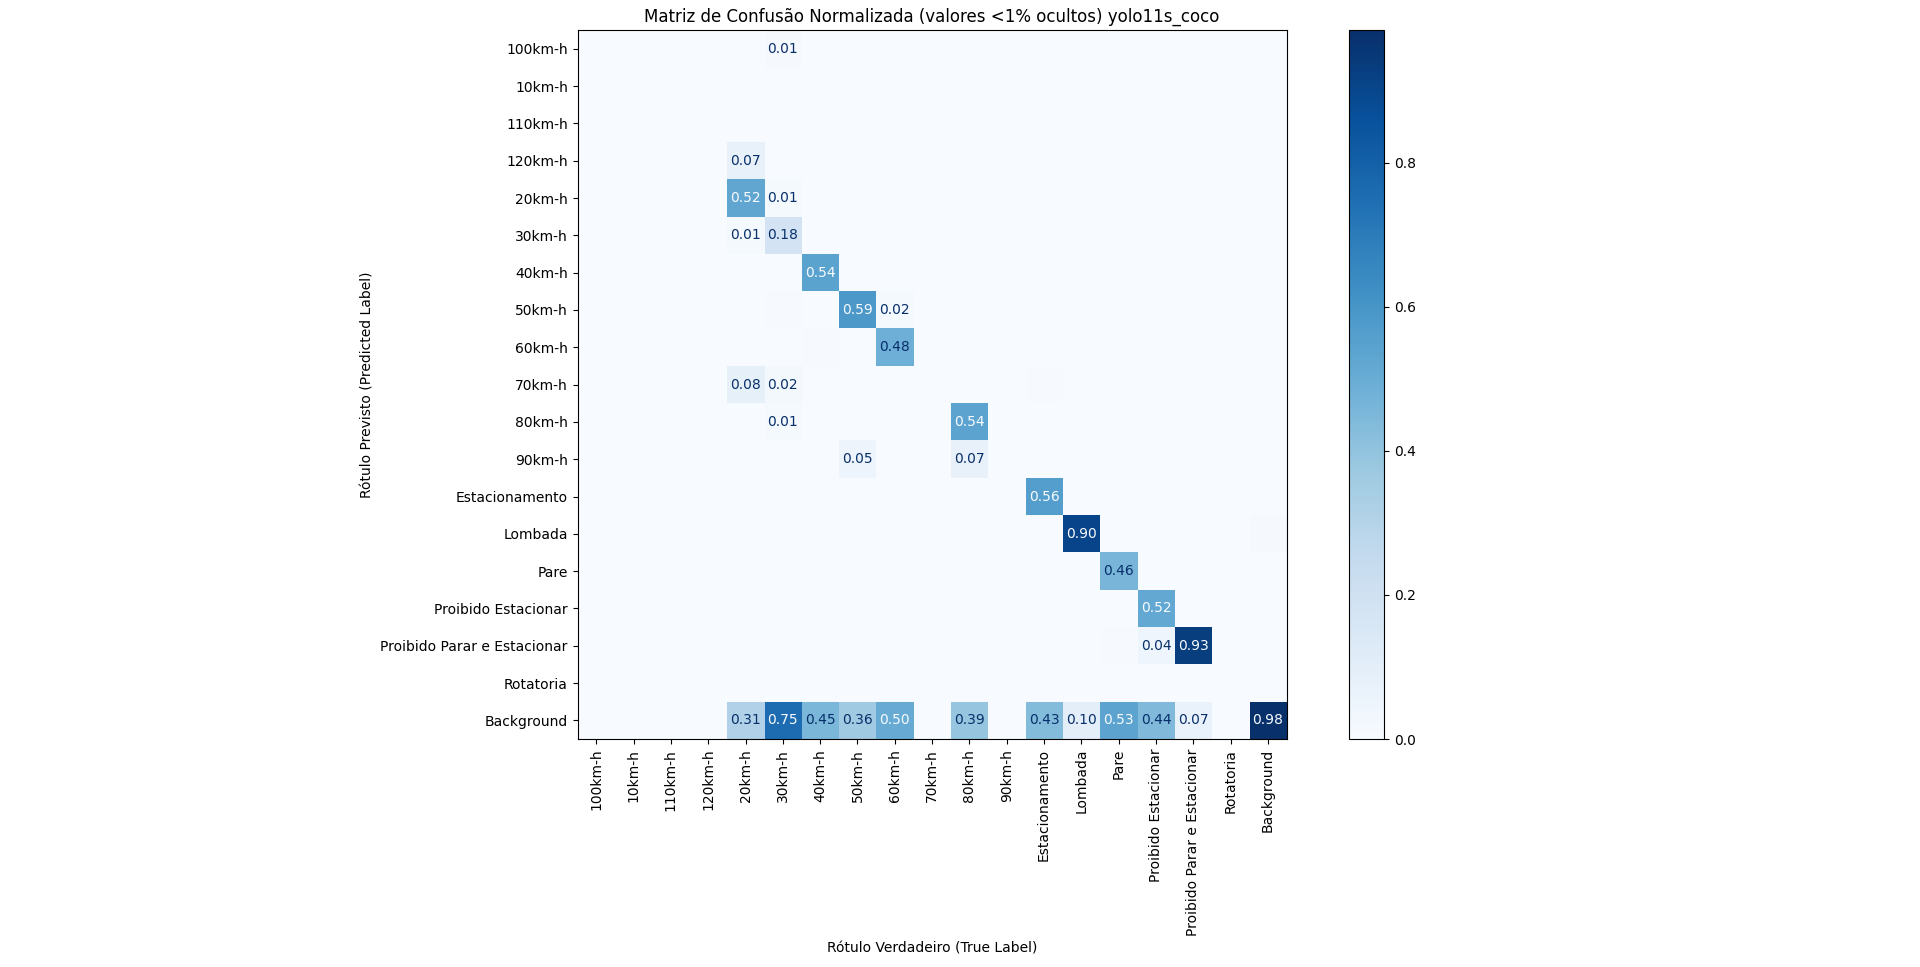 Matriz de Confusão Normalizada (valores <1% ocultos) yolo11s_coco
Rótulo Previsto (Predicted Label)
100km-h 0.01
10km-h
110km-h
120km-h 0.07
20km-h 0.52 0.01
30km-h 0.01 0.18
40km-h 0.54
50km-h 0.59 0.02
60km-h 0.48
70km-h 0.08 0.02
80km-h 0.01 0.54
90km-h 0.05 0.07
Estacionamento 0.56
Lombada 0.90
Pare 0.46
Proibido Estacionar 0.52
Proibido Parar e Estacionar 0.04 0.93
Rotatoria
Background 0.31 0.75 0.45 0.36 0.50 0.39 0.43 0.10 0.53 0.44 0.07 0.98
100km-h
10km-h
110km-h
120km-h
20km-h
30km-h
40km-h
50km-h
60km-h
70km-h
80km-h
90km-h
Estacionamento
Lombada
Pare
Proibido Estacionar
Proibido Parar e Estacionar
Rotatoria
Background
Rótulo Verdadeiro (True Label)
0.8
0.6
0.4
0.2
0.0